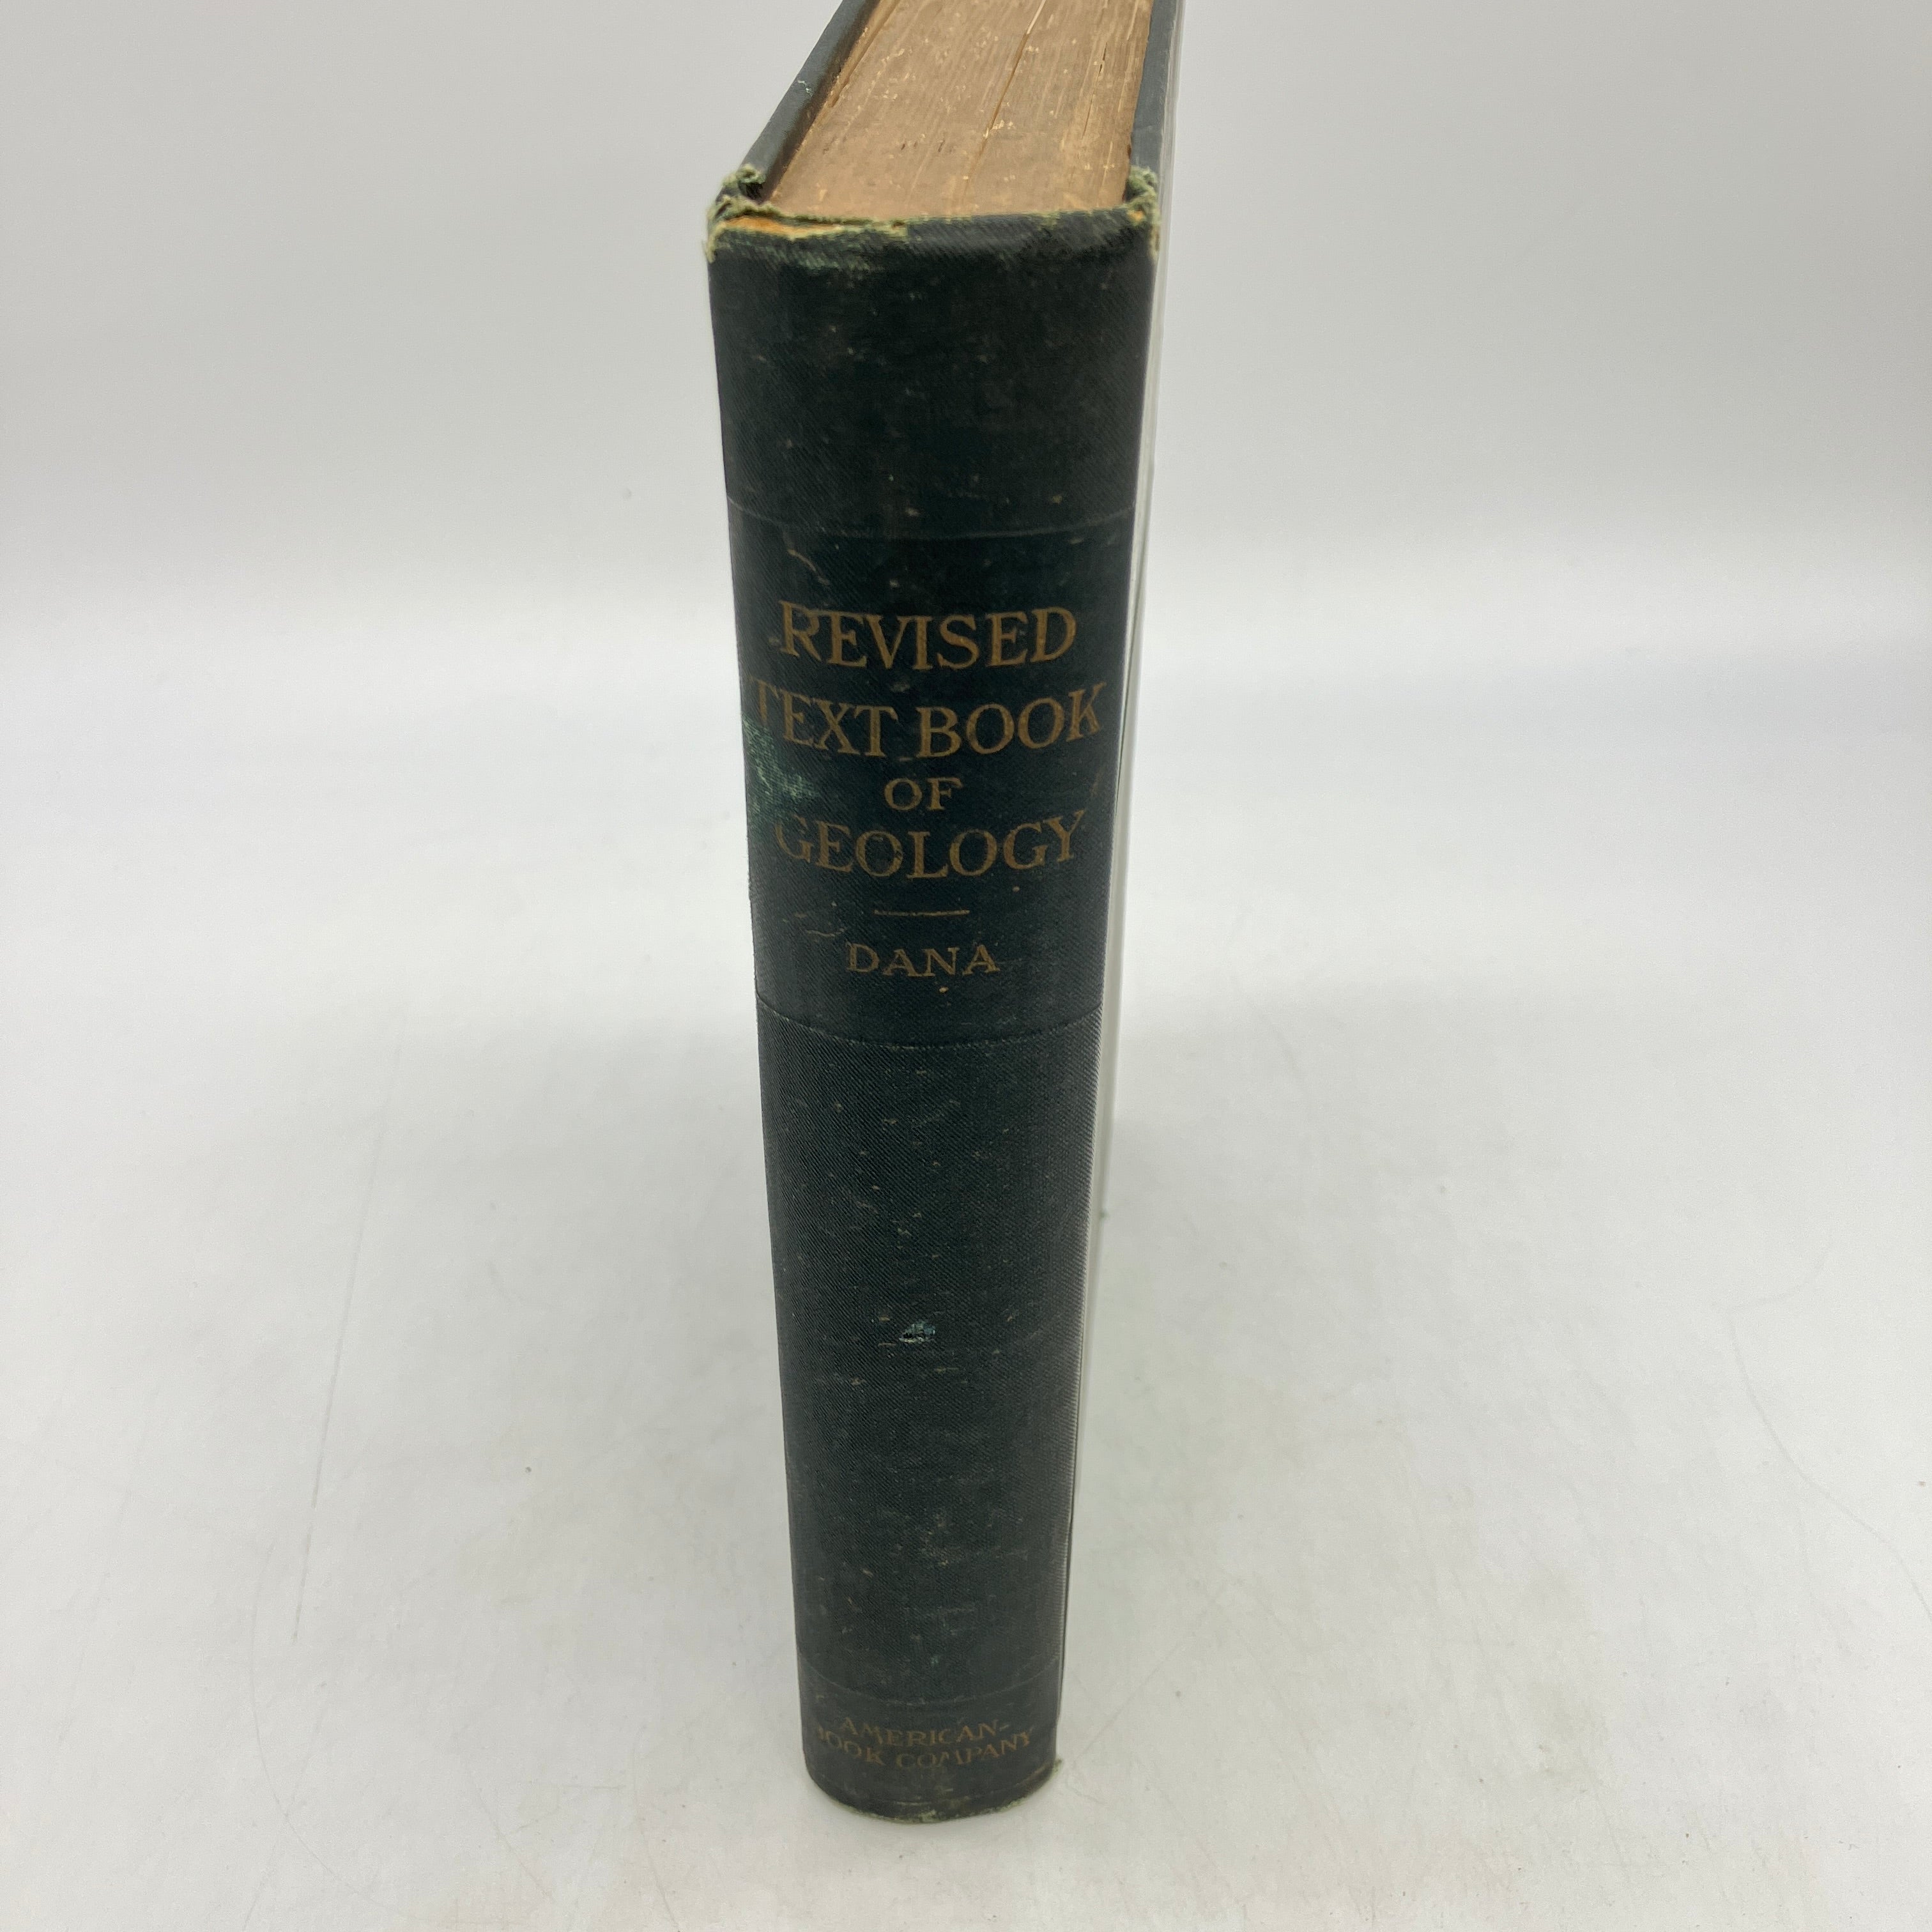 REVISED
TEXT BOOK
OF
GEOLOGY
DANA
AMERICAN-
BOOK COMPANY